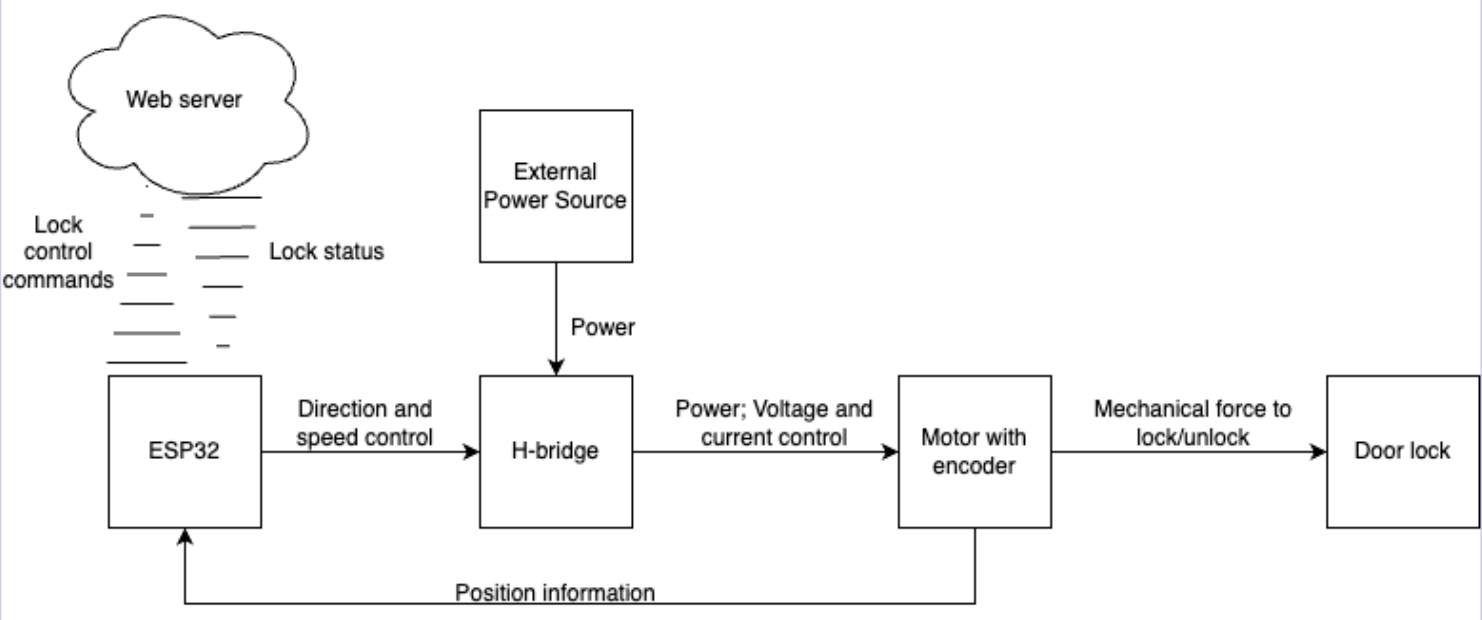 Web server
External
Power Source
Lock
control
commands
Lock status
Power
ESP32
Direction and
speed control
H-bridge
Power; Voltage and
current control
Motor with
encoder
Mechanical force to
lock/unlock
Door lock
Position information